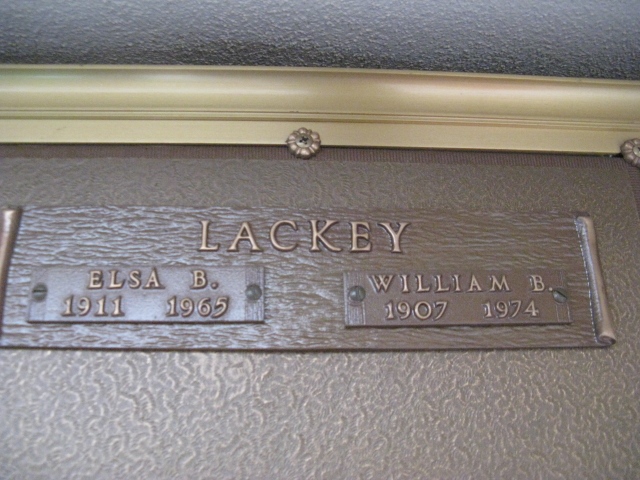 LACKEY
ELSA B.
1911 1965
WILLIAM B.
1907 1974